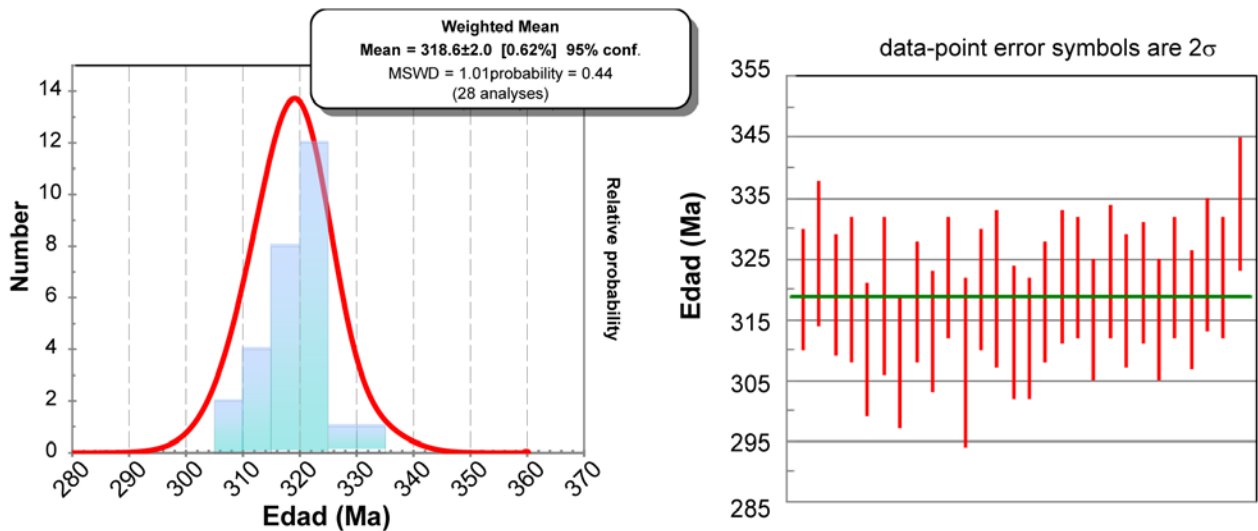 Weighted Mean
Mean = 318.6±2.0 [0.62%] 95% conf.
MSWD = 1.01probability = 0.44
(28 analyses)
14
12
10
8
6
4
2
0
Number
Relative probability
280
290
300
310
320
330
340
350
360
370
Edad (Ma)
data-point error symbols are 2σ
355
345
335
325
315
305
295
285
Edad (Ma)